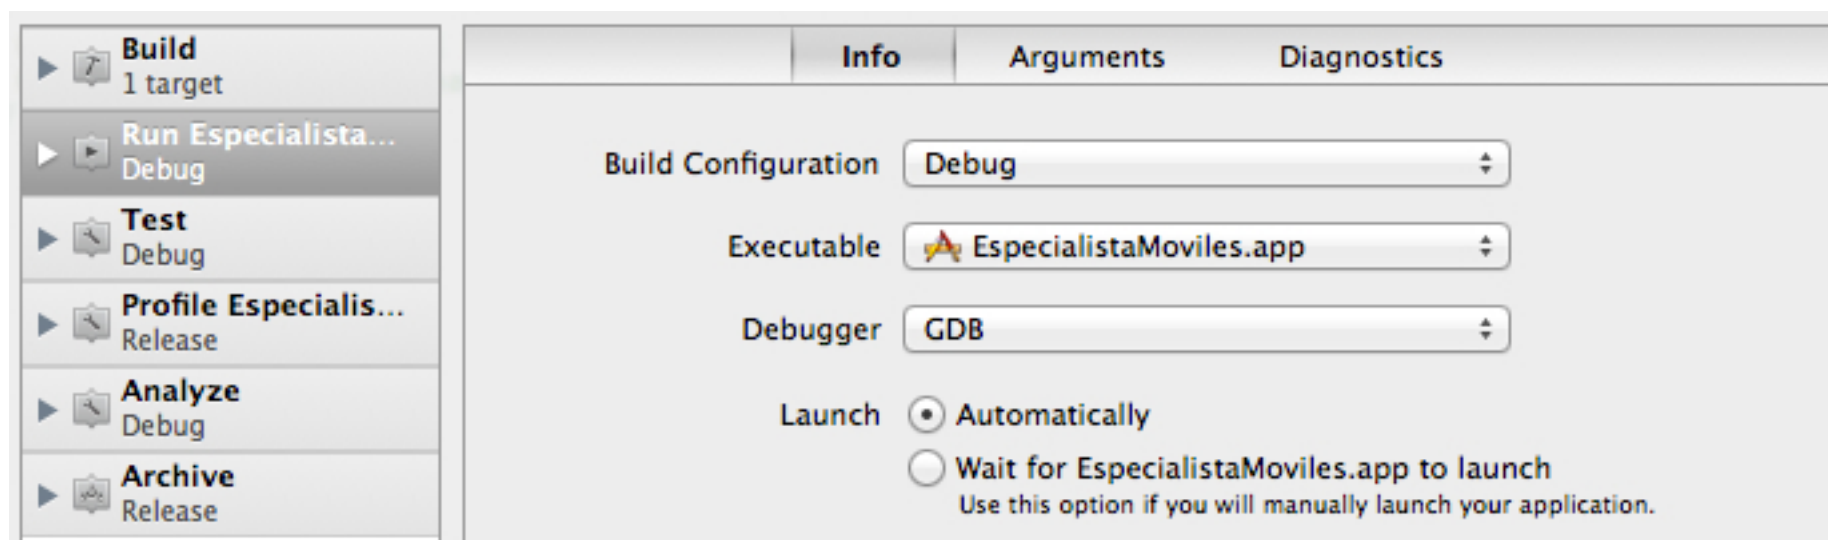 Build
1 target
Run Especialista...
Debug
Test
Debug
Profile Especialis...
Release
Analyze
Debug
Archive
Release
Info Arguments Diagnostics
Build Configuration Debug
Executable EspecialistaMoviles.app
Debugger GDB
Launch Automatically
Wait for EspecialistaMoviles.app to launch
Use this option if you will manually launch your application.